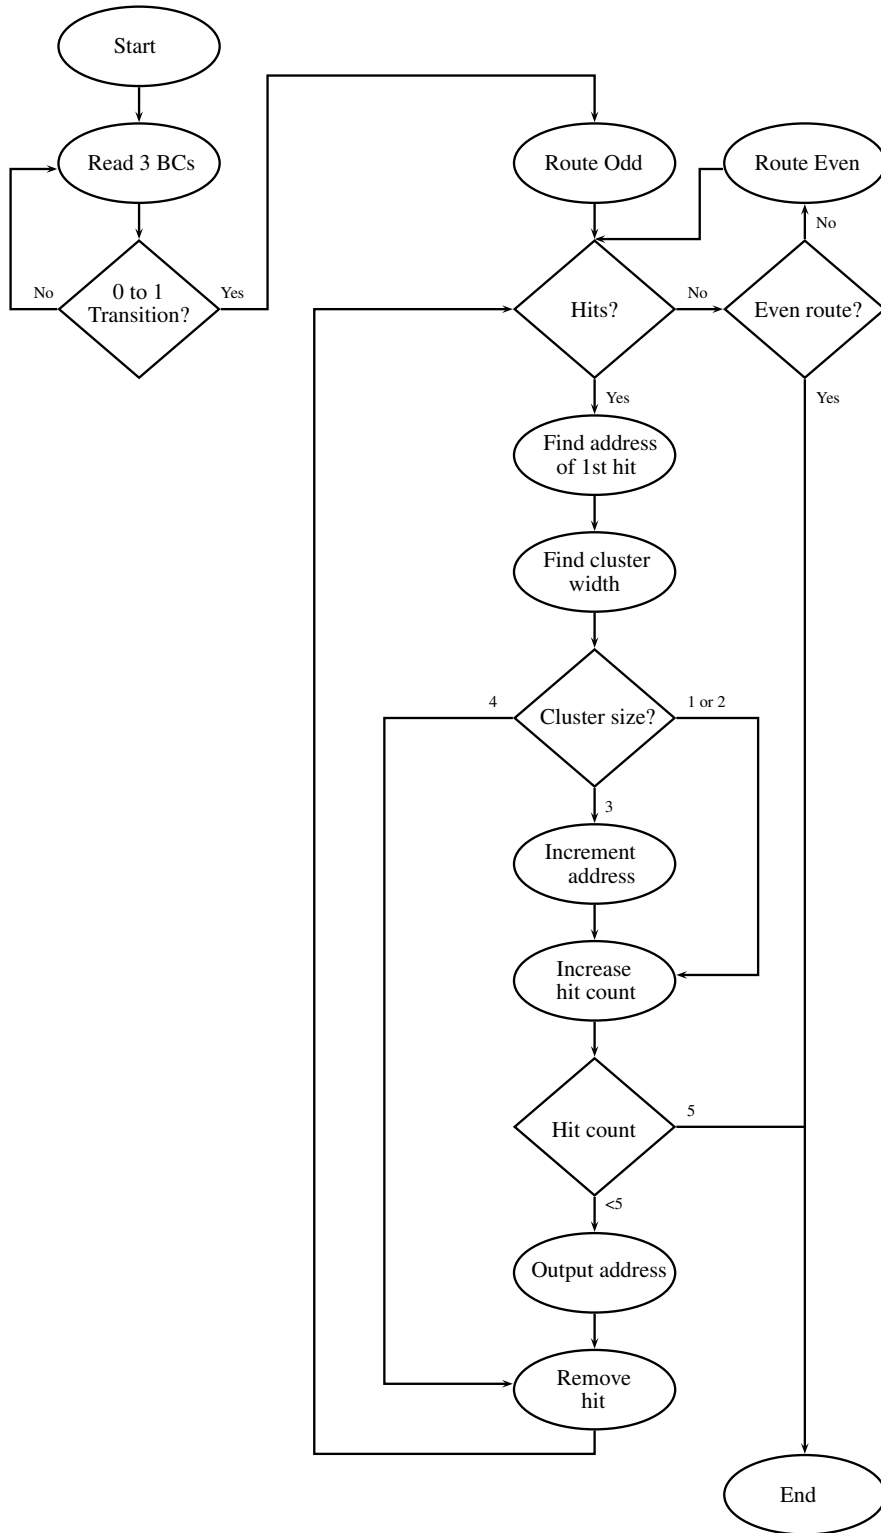 Start
Read 3 BCs
Route Odd
Route Even
No
No
0 to 1
Transition?
Yes
Hits?
No
Even route?
Yes
Yes
Find address
of 1st hit
Find cluster
width
4
Cluster size?
1 or 2
3
Increment
address
Increase
hit count
Hit count
5
<5
Output address
Remove
hit
End